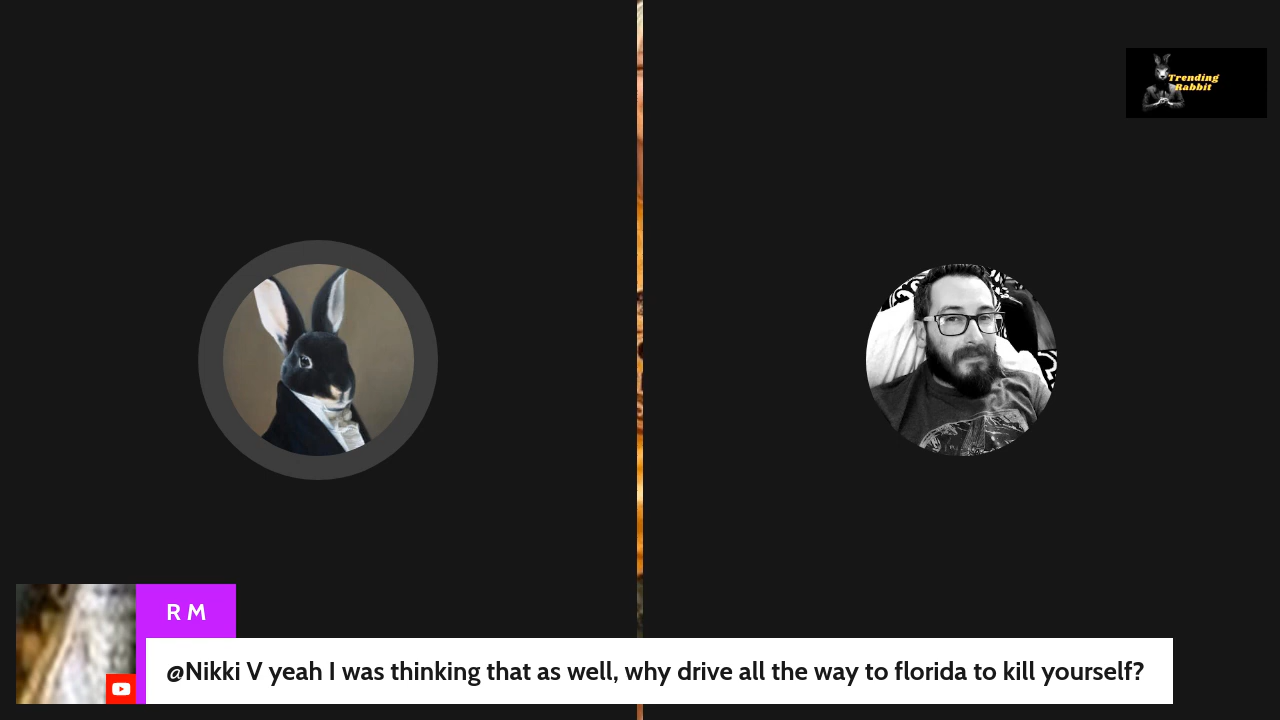 Trending
Rabbit
R M
@Nikki V yeah I was thinking that as well, why drive all the way to florida to kill yourself?